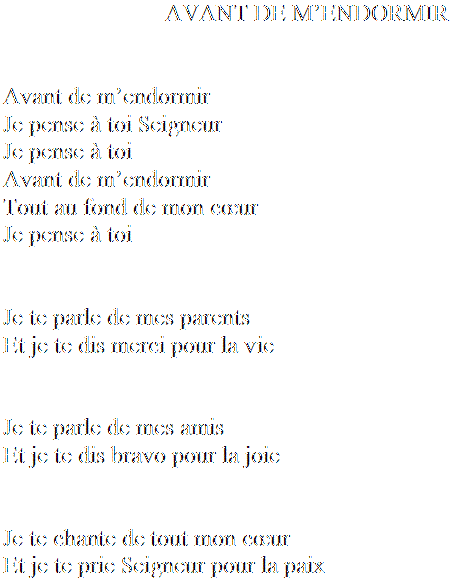 AVANT DE M’ENDORMIR
Avant de m’endormir
Je pense à toi Seigneur
Je pense à toi
Avant de m’endormir
Tout au fond de mon cœur
Je pense à toi
Je te parle de mes parents
Et je te dis merci pour la vie
Je te parle de mes amis
Et je te dis bravo pour la joie
Je te chante de tout mon cœur
Et je te prie Seigneur pour la paix